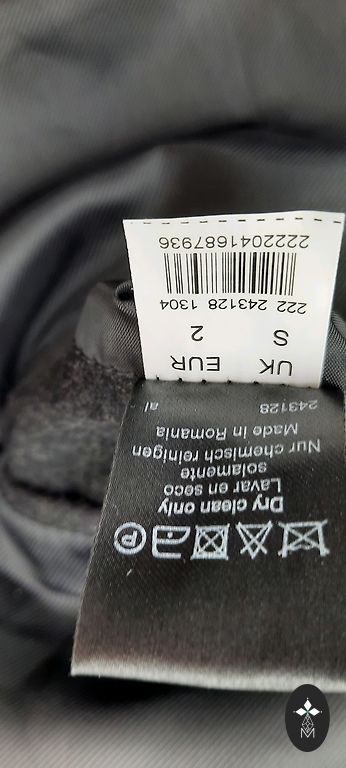 P
Dry clean only
Lavar en seco
solamente
Nur chemisch reinigen
Made in Romania
243128 al
UK EUR
S 2
222 243128 1304
2222041687936
M